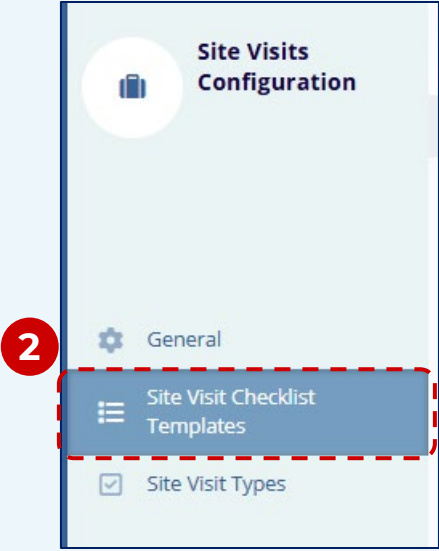 Site Visits
Configuration
2
General
Site Visit Checklist
Templates
Site Visit Types